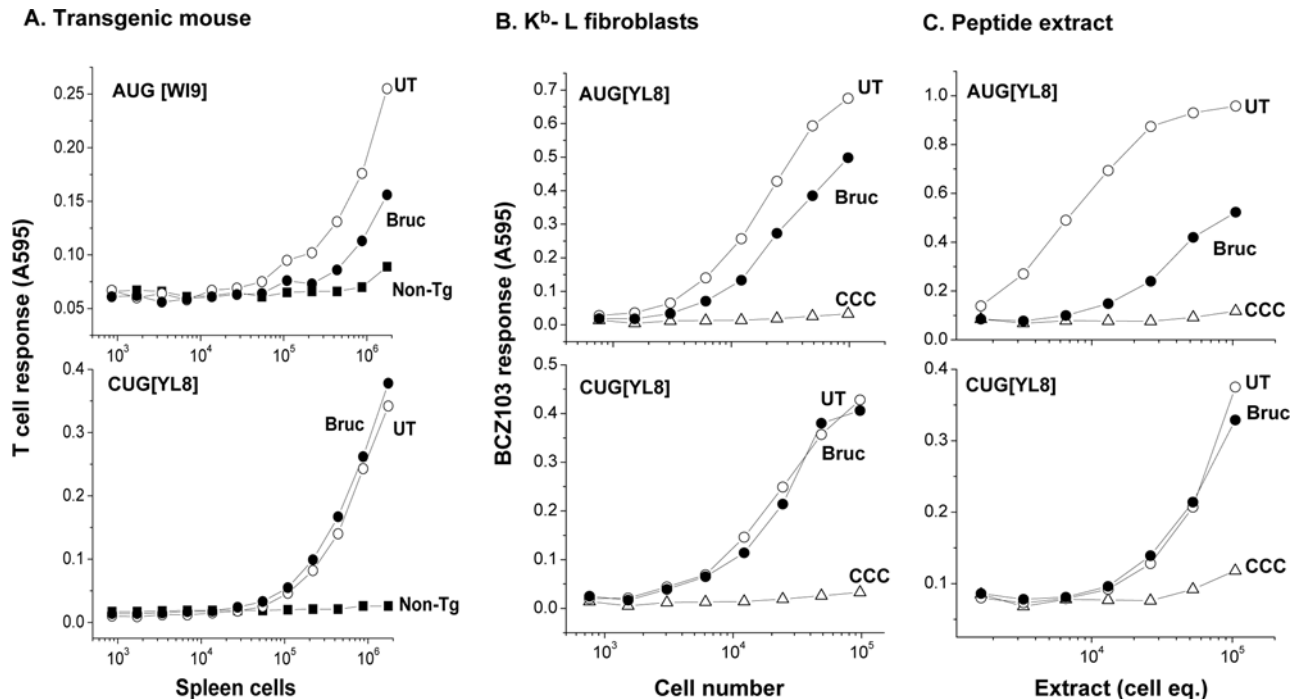 A. Transgenic mouse
B. Kᵇ- L fibroblasts
C. Peptide extract
T cell response (A595)
AUG [WI9]
UT
Bruc
Non-Tg
0.25
0.20
0.15
0.10
0.05
10³ 10⁴ 10⁵ 10⁶
CUG[YL8]
Bruc
UT
Non-Tg
0.4
0.3
0.2
0.1
0.0
10³ 10⁴ 10⁵ 10⁶
Spleen cells
BCZ103 response (A595)
AUG[YL8]
UT
Bruc
CCC
0.7
0.6
0.5
0.4
0.3
0.2
0.1
0.0
CUG[YL8]
UT
Bruc
CCC
0.5
0.4
0.3
0.2
0.1
0.0
10³ 10⁴ 10⁵
Cell number
AUG[YL8]
UT
Bruc
CCC
1.0
0.8
0.6
0.4
0.2
0.0
CUG[YL8]
UT
Bruc
CCC
0.4
0.3
0.2
0.1
10⁴ 10⁵
Extract (cell eq.)